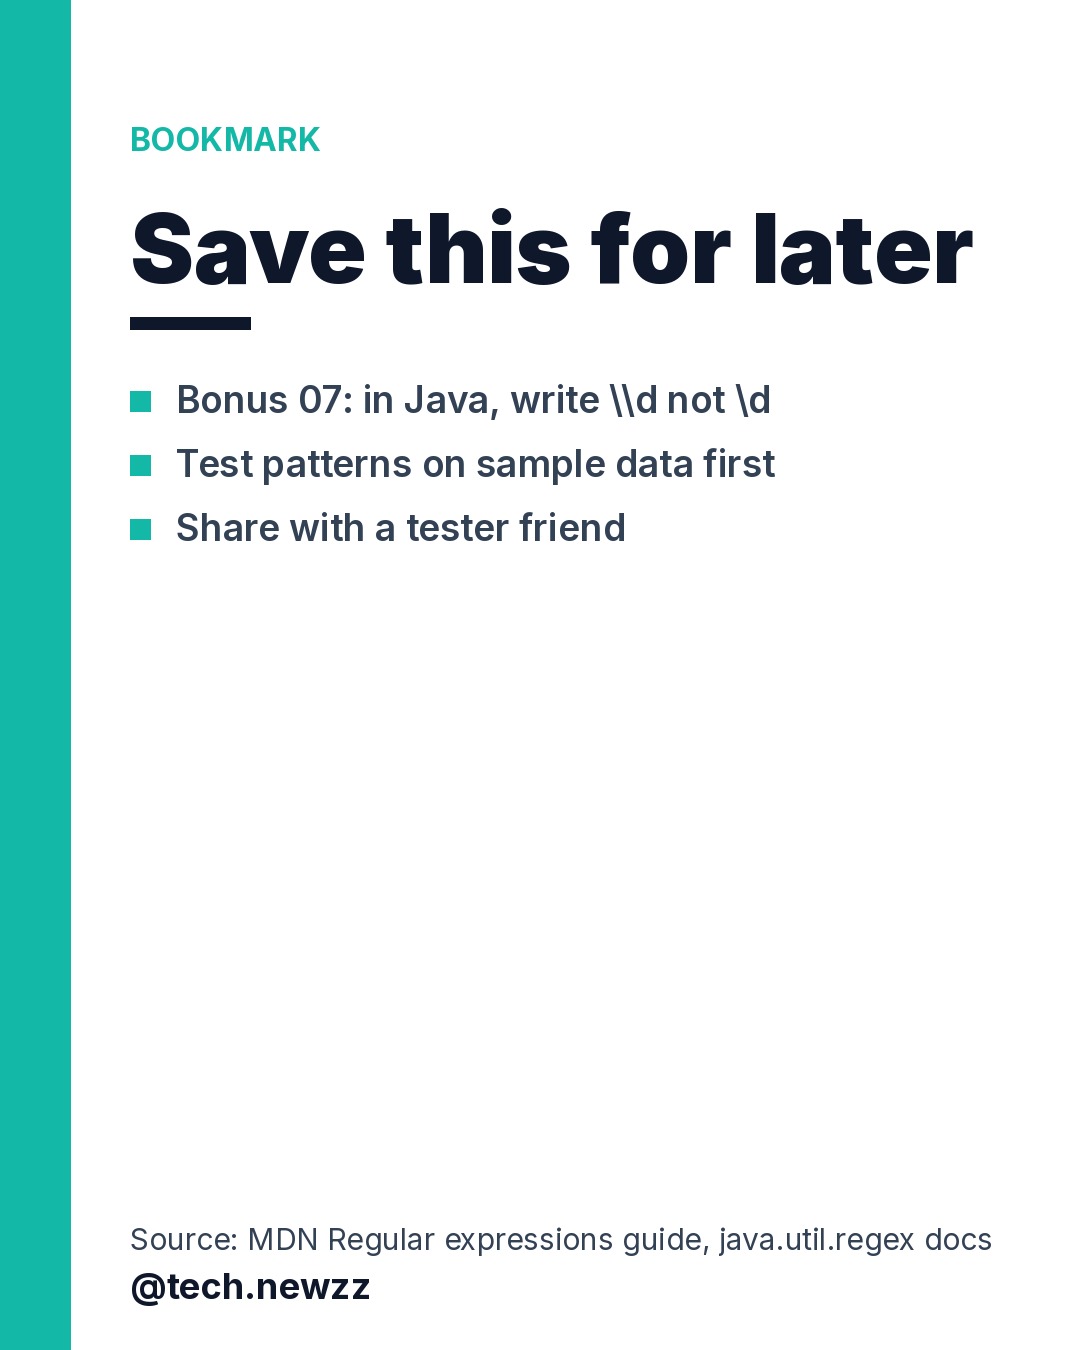 BOOKMARK
Save this for later
Bonus 07: in Java, write \\d not \d
Test patterns on sample data first
Share with a tester friend
Source: MDN Regular expressions guide, java.util.regex docs
@tech.newzz